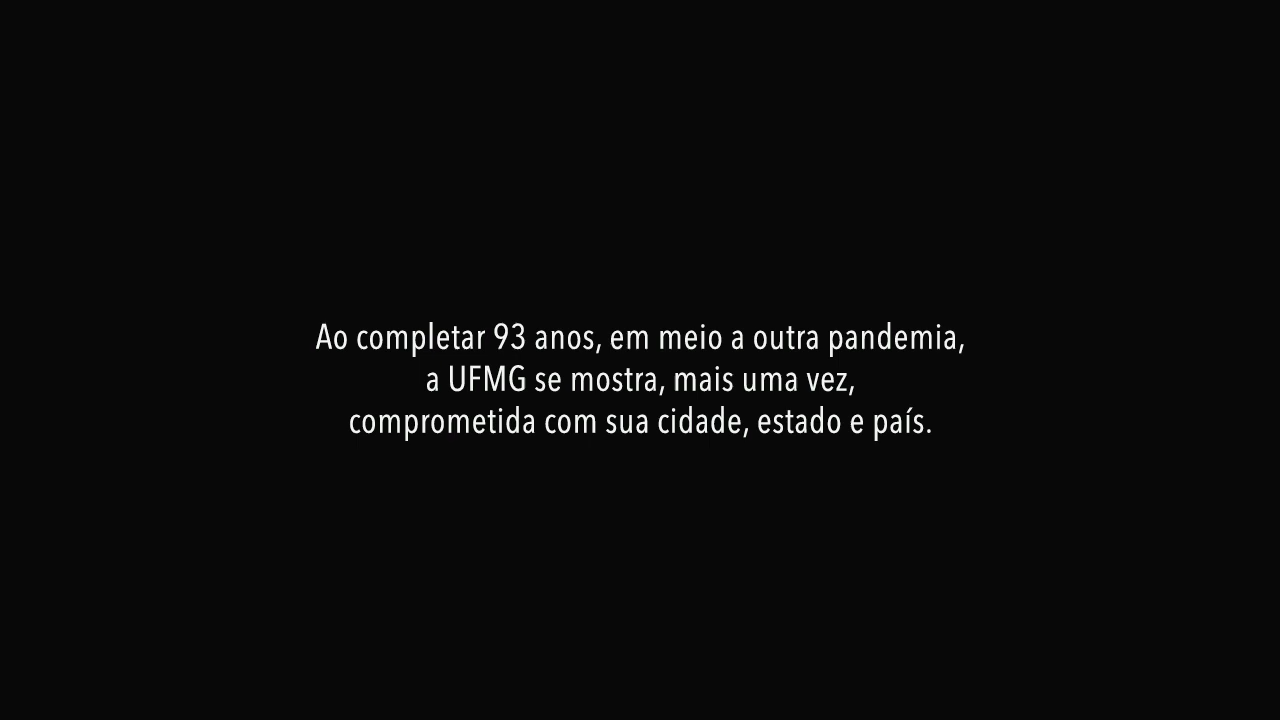 Ao completar 93 anos, em meio a outra pandemia,
a UFMG se mostra, mais uma vez,
comprometida com sua cidade, estado e país.